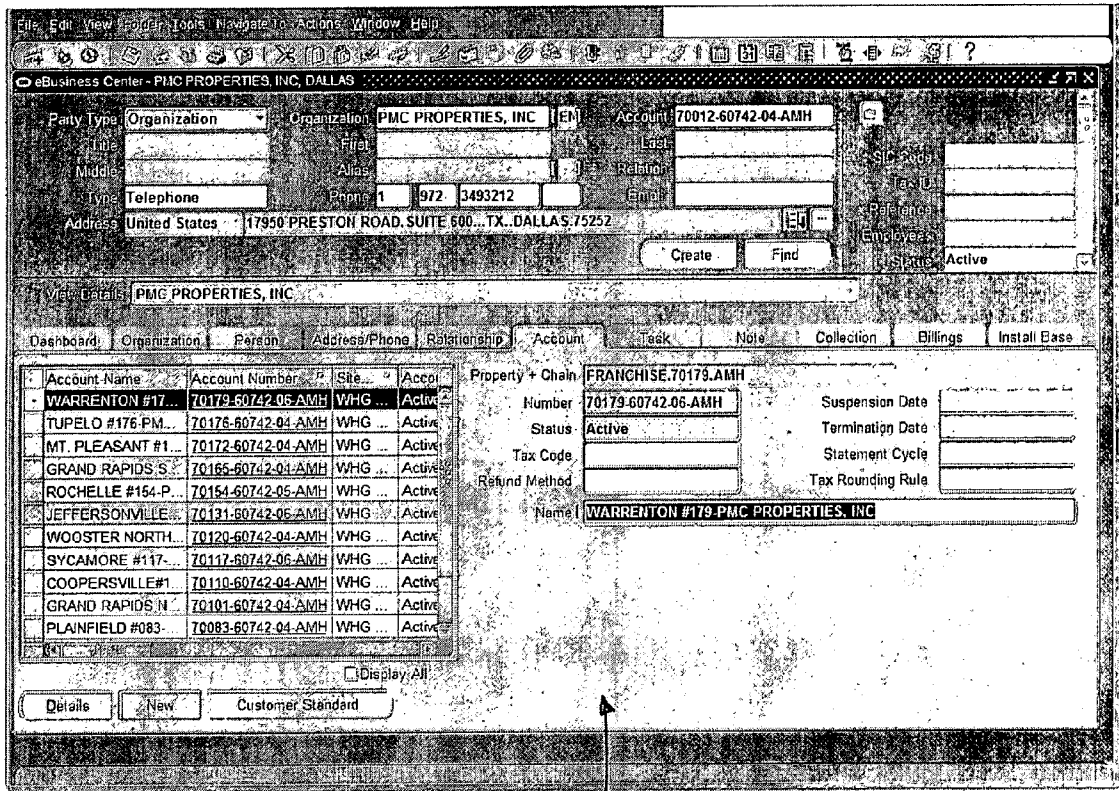 File Edit View Folder Tools Navigate To Actions Window Help
?
eBusiness Center - PMC PROPERTIES, INC, DALLAS
Party Type Organization Organization PMC PROPERTIES, INC EN Account 70012-60742-04-AMH
Title First Last SIC Code
Middle Alias Relation Tax ID
Type Telephone Phone 1 972- 3493212 Email Reference
Address United States 17950 PRESTON ROAD.SUITE 600...TX..DALLAS.75252 Employees
Create Find Status Active
View Details PMC PROPERTIES, INC
Dashboard Organization Person Address/Phone Relationship Account Task Note Collection Billings Install Base
Account Name Account Number Site... Accou
WARRENTON #17... 70179-60742-06-AMH WHG ... Active
TUPELO #176-PM... 70176-60742-04-AMH WHG ... Active
MT. PLEASANT #1... 70172-60742-04-AMH WHG ... Active
GRAND RAPIDS S... 70165-60742-04-AMH WHG ... Active
ROCHELLE #154-P... 70154-60742-05-AMH WHG ... Active
JEFFERSONVILLE... 70131-60742-06-AMH WHG ... Active
WOOSTER NORTH... 70120-60742-04-AMH WHG ... Active
SYCAMORE #117-... 70117-60742-06-AMH WHG ... Active
COOPERSVILLE#1... 70110-60742-04-AMH WHG ... Active
GRAND RAPIDS N... 70101-60742-04-AMH WHG ... Active
PLAINFIELD #083-... 70083-60742-04-AMH WHG ... Active
Display All
Details New Customer Standard
Property + Chain FRANCHISE.70179.AMH
Number 70179-60742-06-AMH Suspension Date
Status Active Termination Date
Tax Code Statement Cycle
Refund Method Tax Rounding Rule
Name WARRENTON #179-PMC PROPERTIES, INC